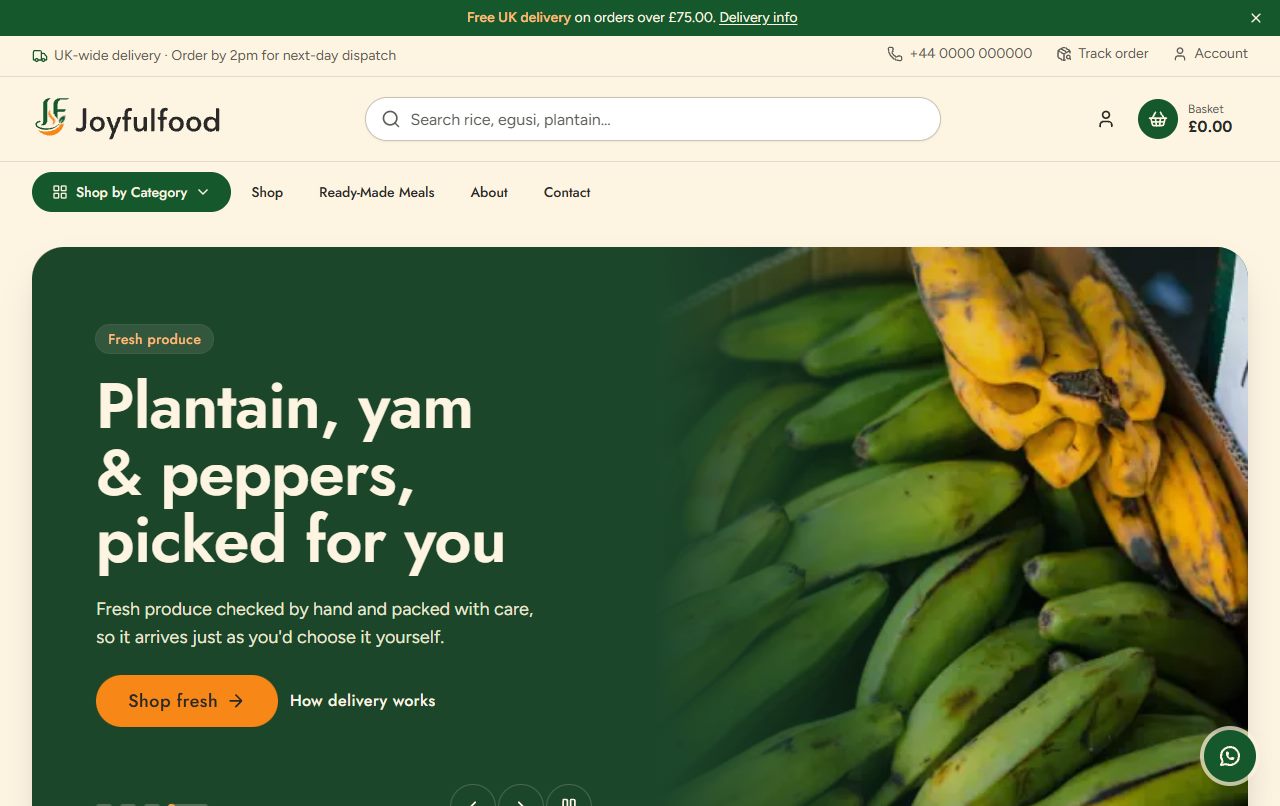 Free UK delivery on orders over £75.00. Delivery info
UK-wide delivery · Order by 2pm for next-day dispatch
+44 0000 000000
Track order
Account
Joyfulfood
Search rice, egusi, plantain...
Basket
£0.00
Shop by Category
Shop
Ready-Made Meals
About
Contact
Fresh produce
Plantain, yam
& peppers,
picked for you
Fresh produce checked by hand and packed with care,
so it arrives just as you'd choose it yourself.
Shop fresh
How delivery works